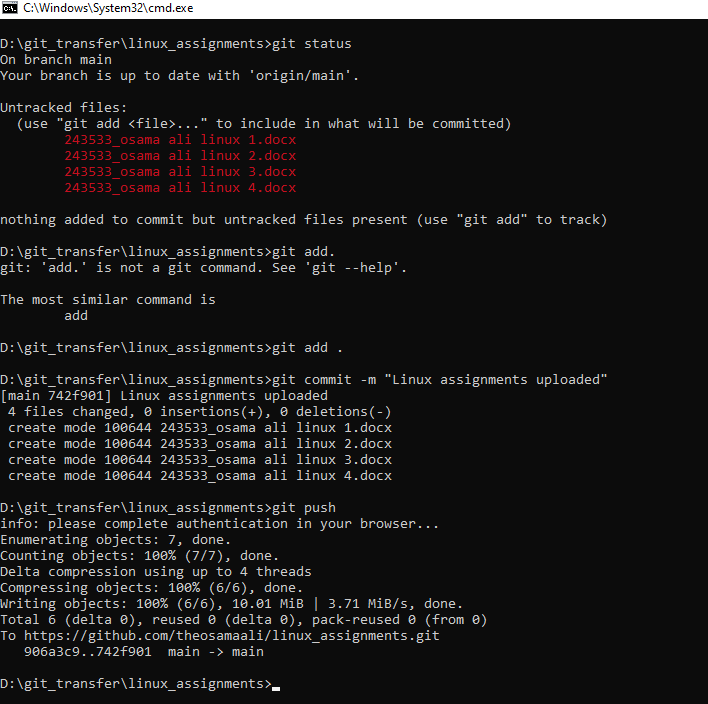 C:\Windows\System32\cmd.exe
D:\git_transfer\linux_assignments>git status
On branch main
Your branch is up to date with 'origin/main'.
Untracked files:
  (use "git add <file>..." to include in what will be committed)
        243533_osama ali linux 1.docx
        243533_osama ali linux 2.docx
        243533_osama ali linux 3.docx
        243533_osama ali linux 4.docx
nothing added to commit but untracked files present (use "git add" to track)
D:\git_transfer\linux_assignments>git add.
git: 'add.' is not a git command. See 'git --help'.
The most similar command is
        add
D:\git_transfer\linux_assignments>git add .
D:\git_transfer\linux_assignments>git commit -m "Linux assignments uploaded"
[main 742f901] Linux assignments uploaded
 4 files changed, 0 insertions(+), 0 deletions(-)
 create mode 100644 243533_osama ali linux 1.docx
 create mode 100644 243533_osama ali linux 2.docx
 create mode 100644 243533_osama ali linux 3.docx
 create mode 100644 243533_osama ali linux 4.docx
D:\git_transfer\linux_assignments>git push
info: please complete authentication in your browser...
Enumerating objects: 7, done.
Counting objects: 100% (7/7), done.
Delta compression using up to 4 threads
Compressing objects: 100% (6/6), done.
Writing objects: 100% (6/6), 10.01 MiB | 3.71 MiB/s, done.
Total 6 (delta 0), reused 0 (delta 0), pack-reused 0 (from 0)
To https://github.com/theosamaali/linux_assignments.git
   906a3c9..742f901  main -> main
D:\git_transfer\linux_assignments>